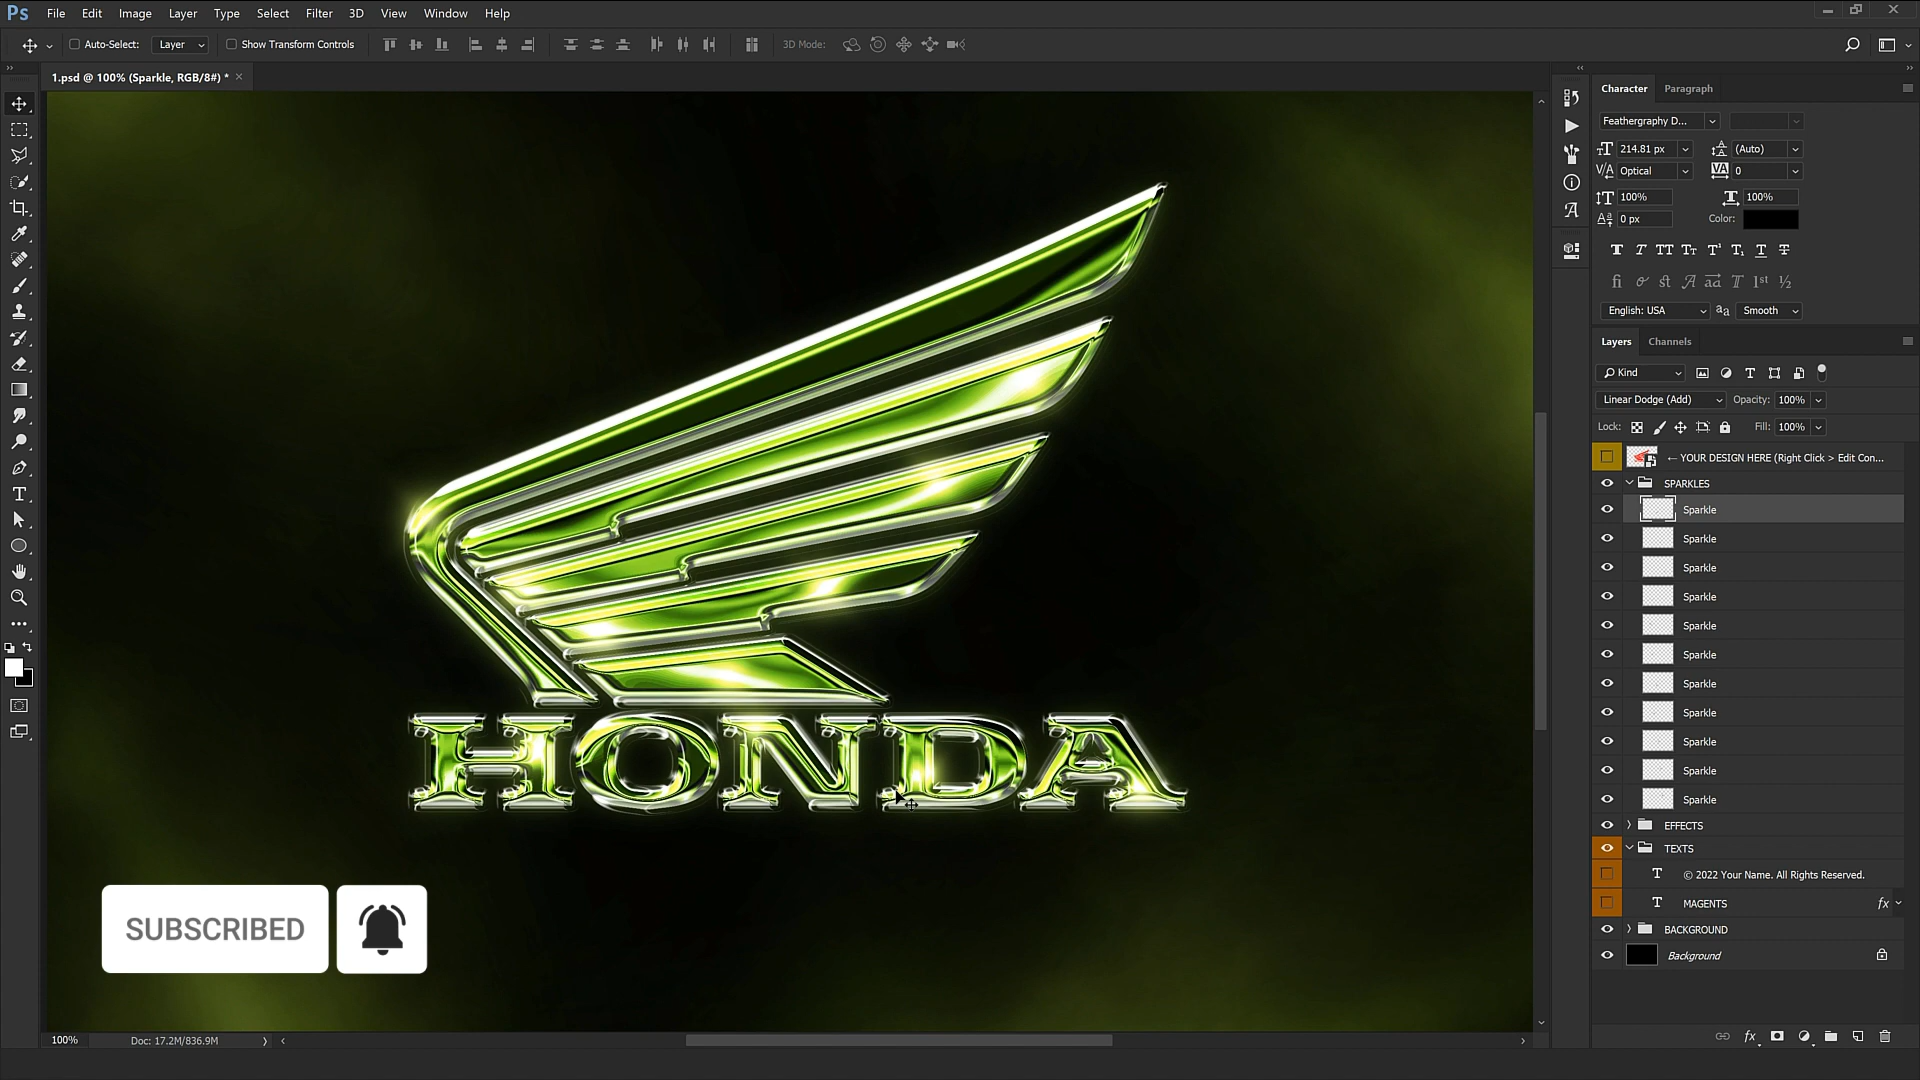 Ps File Edit Image Layer Type Select Filter 3D View Window Help
Auto-Select: Layer Show Transform Controls 3D Mode:
1.psd @ 100% (Sparkle, RGB/8#) * ×
HONDA
SUBSCRIBED
100% Doc: 17.2M/836.9M
Character Paragraph
Feathergraphy D...
214.81 px (Auto)
Optical 0
100% 100%
0 px Color:
English: USA Smooth
Layers Channels
Kind
Linear Dodge (Add) Opacity: 100%
Lock: Fill: 100%
← YOUR DESIGN HERE (Right Click > Edit Con...
SPARKLES
Sparkle
Sparkle
Sparkle
Sparkle
Sparkle
Sparkle
Sparkle
Sparkle
Sparkle
Sparkle
Sparkle
EFFECTS
TEXTS
© 2022 Your Name. All Rights Reserved.
MAGENTS fx
BACKGROUND
Background
fx